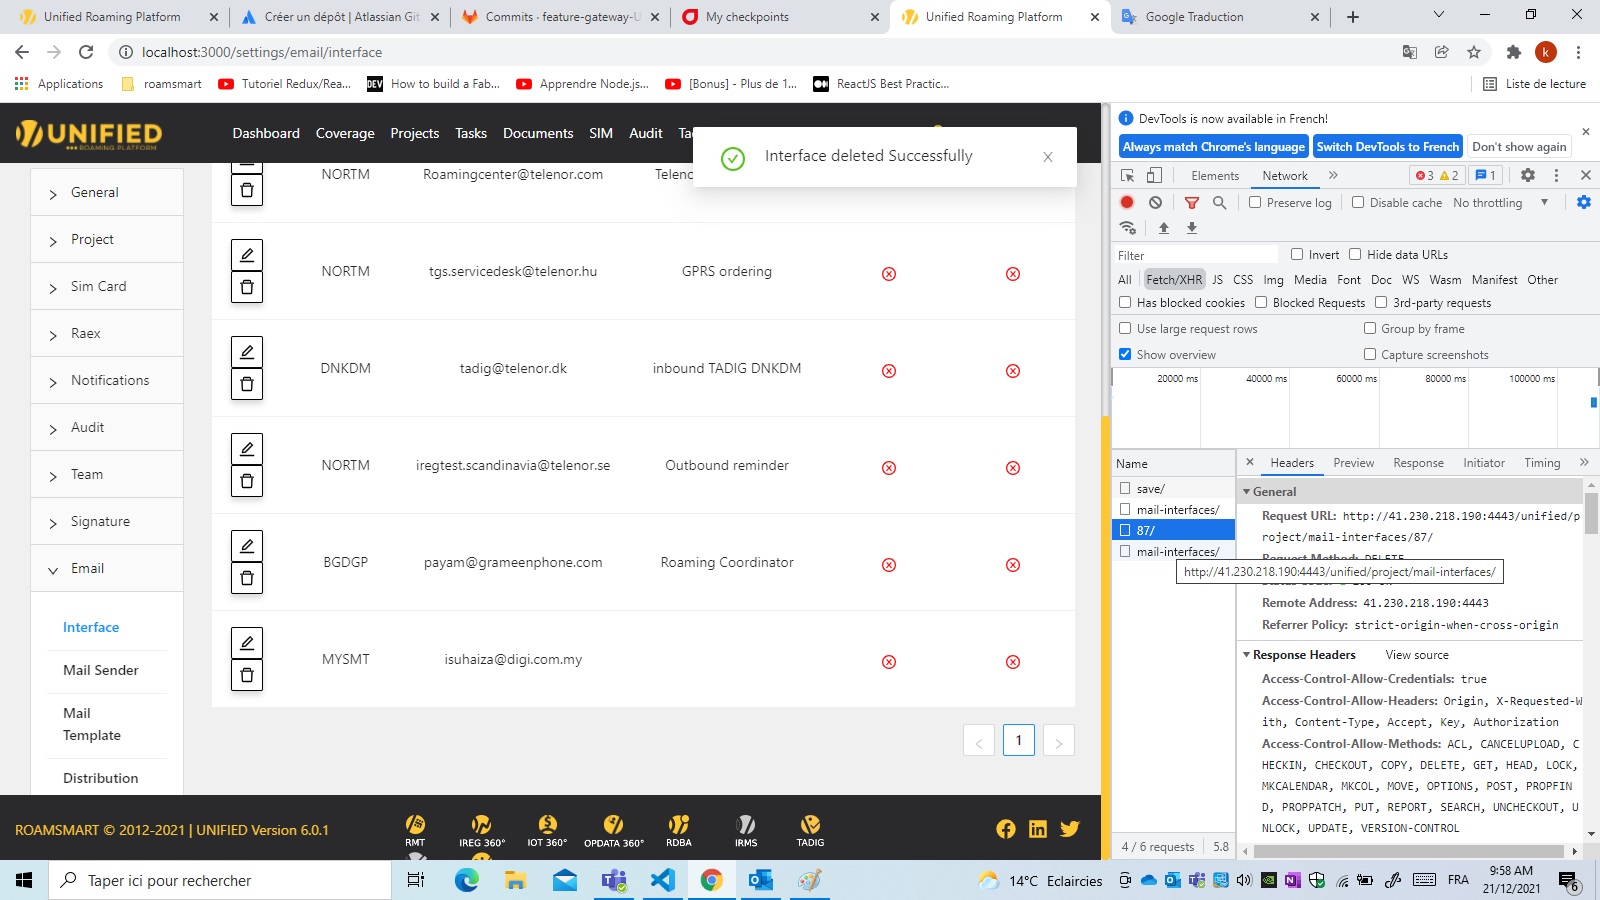 Unified Roaming Platform
Créer un dépôt | Atlassian Git
Commits · feature-gateway-U
My checkpoints
Unified Roaming Platform
Google Traduction
localhost:3000/settings/email/interface
k
Applications
roamsmart
Tutoriel Redux/Rea...
DEV
How to build a Fab...
Apprendre Node.js...
[Bonus] - Plus de 1...
ReactJS Best Practic...
Liste de lecture
UNIFIED
ROAMING PLATFORM
Dashboard Coverage Projects Tasks Documents SIM Audit
Interface deleted Successfully
General
Project
Sim Card
Raex
Notifications
Audit
Team
Signature
Email
Interface
Mail Sender
Mail
Template
Distribution
NORTM Roamingcenter@telenor.com
NORTM tgs.servicedesk@telenor.hu GPRS ordering
DNKDM tadig@telenor.dk inbound TADIG DNKDM
NORTM iregtest.scandinavia@telenor.se Outbound reminder
BGDGP payam@grameenphone.com Roaming Coordinator
MYSMT isuhaiza@digi.com.my
< 1 >
ROAMSMART © 2012-2021 | UNIFIED Version 6.0.1
RMT IREG 360° IOT 360° OPDATA 360° RDBA IRMS TADIG
DevTools is now available in French!
Always match Chrome's language Switch DevTools to French Don't show again
Elements Network » 3 2 1
Preserve log Disable cache No throttling
Filter Invert Hide data URLs
All Fetch/XHR JS CSS Img Media Font Doc WS Wasm Manifest Other
Has blocked cookies Blocked Requests 3rd-party requests
Use large request rows Group by frame
Show overview Capture screenshots
20000 ms 40000 ms 60000 ms 80000 ms 100000 ms
Name
save/
mail-interfaces/
87/
mail-interfaces/
4 / 6 requests 5.8
Headers Preview Response Initiator Timing »
General
Request URL: http://41.230.218.190:4443/unified/p
roject/mail-interfaces/87/
Request Method: DELETE
http://41.230.218.190:4443/unified/project/mail-interfaces/
Remote Address: 41.230.218.190:4443
Referrer Policy: strict-origin-when-cross-origin
Response Headers View source
Access-Control-Allow-Credentials: true
Access-Control-Allow-Headers: Origin, X-Requested-W
ith, Content-Type, Accept, Key, Authorization
Access-Control-Allow-Methods: ACL, CANCELUPLOAD, C
HECKIN, CHECKOUT, COPY, DELETE, GET, HEAD, LOCK,
MKCALENDAR, MKCOL, MOVE, OPTIONS, POST, PROPFIN
D, PROPPATCH, PUT, REPORT, SEARCH, UNCHECKOUT, U
NLOCK, UPDATE, VERSION-CONTROL
Taper ici pour rechercher
14°C Eclaircies
FRA
9:58 AM
21/12/2021
6